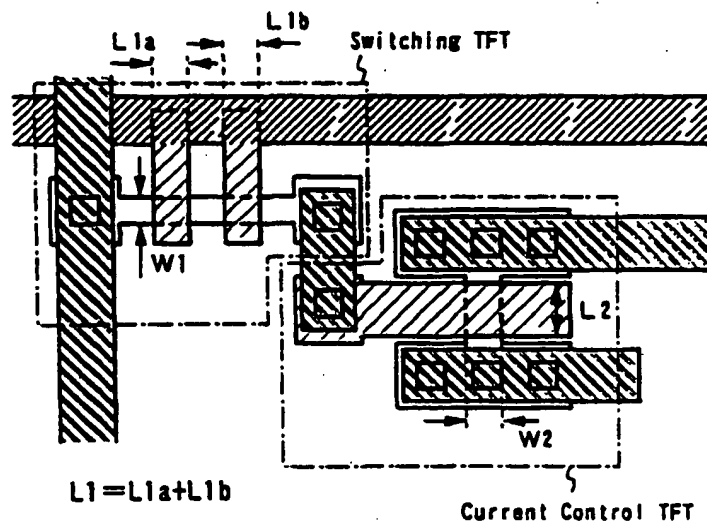 L1b
L1a
Switching TFT
W1
L2
W2
L1=L1a+L1b
Current Control TFT